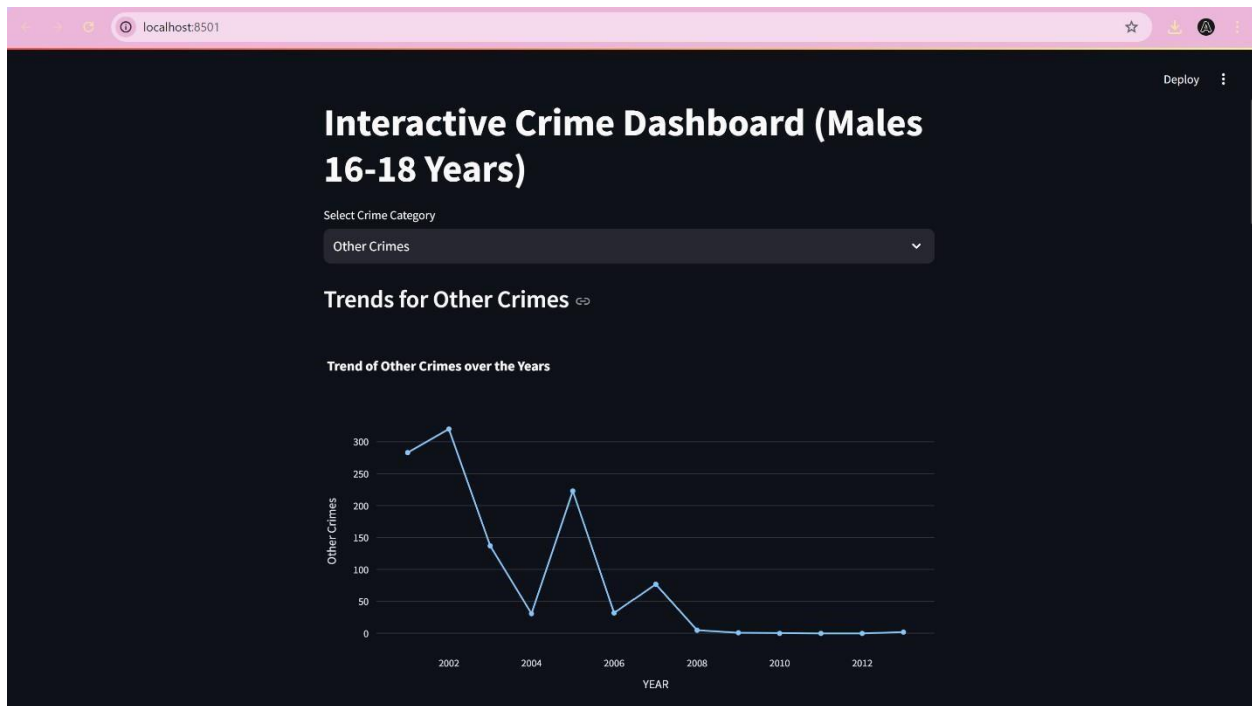 localhost:8501
Deploy
Interactive Crime Dashboard (Males
16-18 Years)
Select Crime Category
Other Crimes
Trends for Other Crimes
Trend of Other Crimes over the Years
300
250
200
150
100
50
0
Other Crimes
2002 2004 2006 2008 2010 2012
YEAR